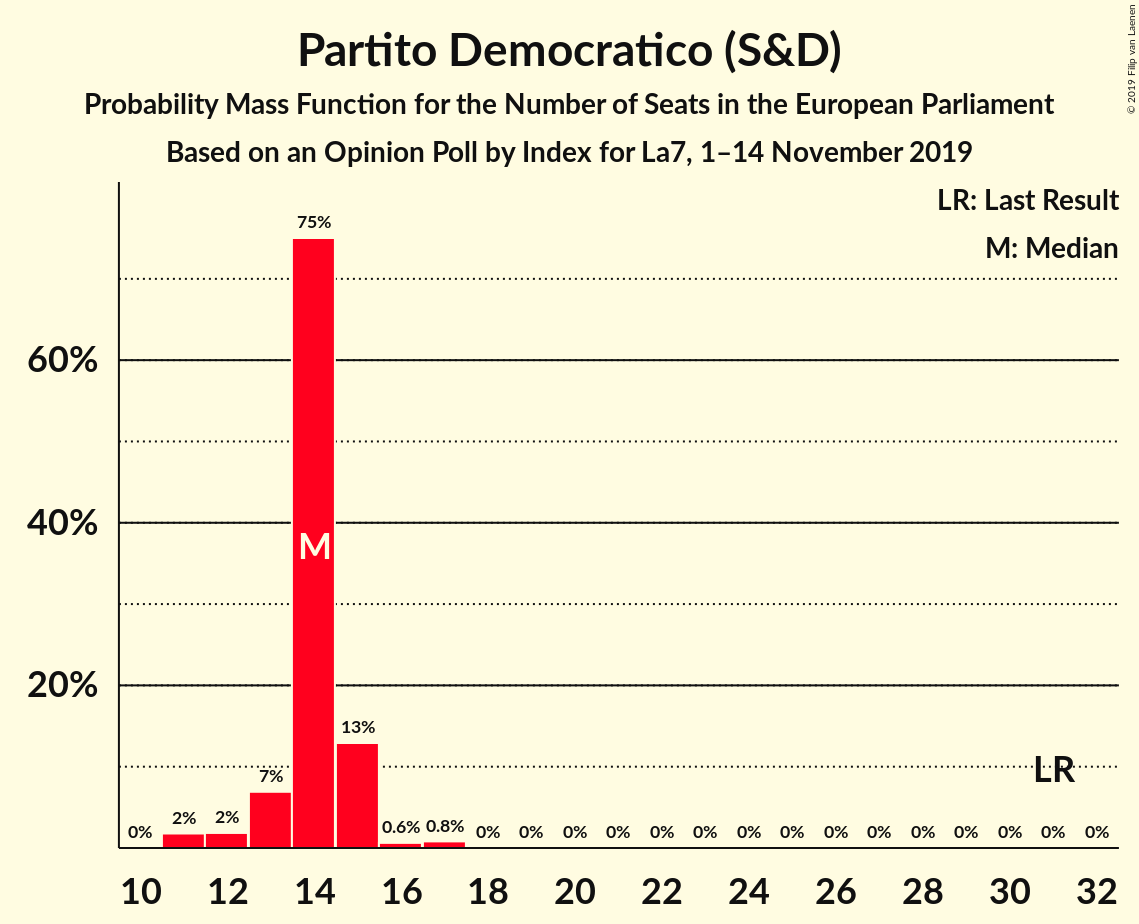 Partito Democratico (S&D)
Probability Mass Function for the Number of Seats in the European Parliament
Based on an Opinion Poll by Index for La7, 1–14 November 2019
© 2019 Filip van Laenen
LR: Last Result
M: Median
60%
40%
20%
0% 2% 2% 7% 75% 13% 0.6% 0.8% 0% 0% 0% 0% 0% 0% 0% 0% 0% 0% 0% 0% 0% 0% 0%
M
LR
10 12 14 16 18 20 22 24 26 28 30 32